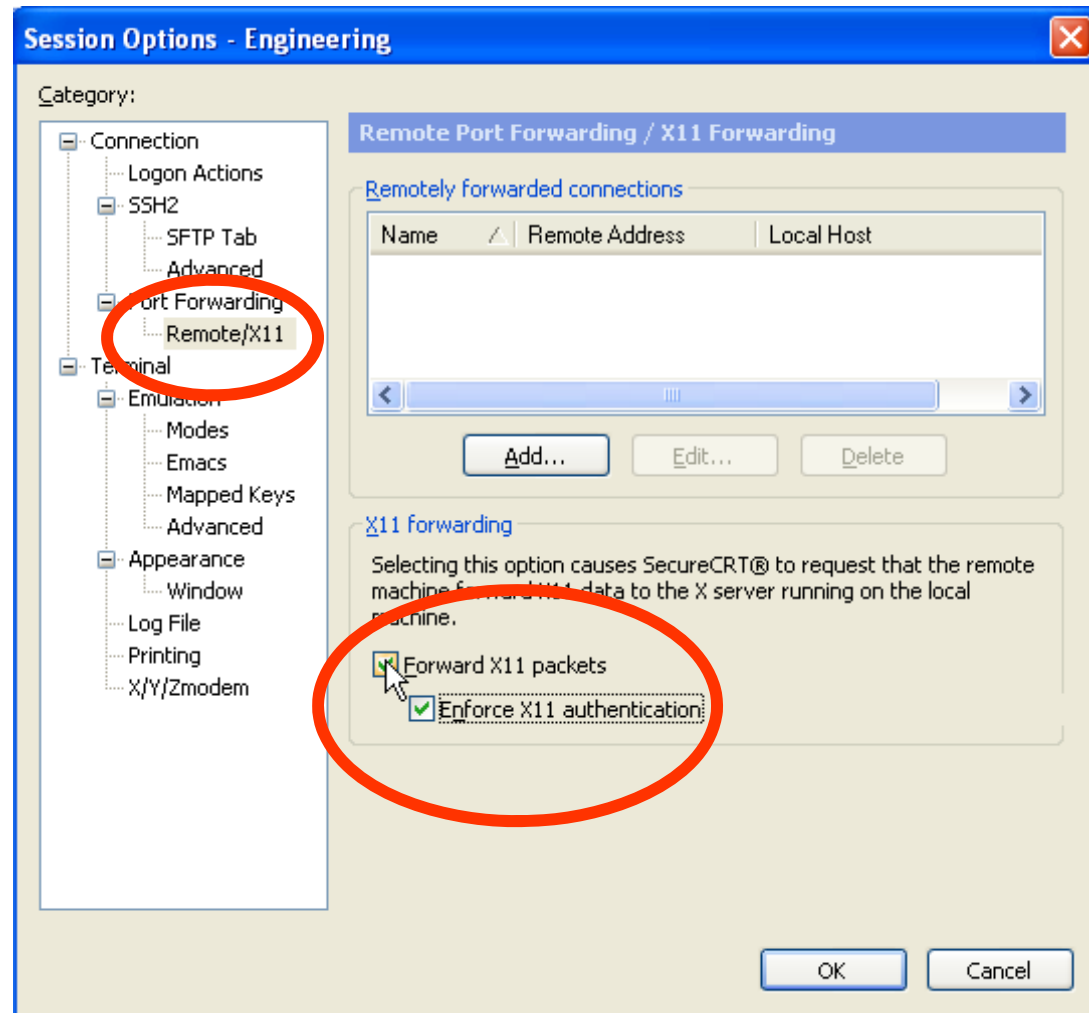 Session Options - Engineering
Category:
Connection
Logon Actions
SSH2
SFTP Tab
Advanced
Port Forwarding
Remote/X11
Terminal
Emulation
Modes
Emacs
Mapped Keys
Advanced
Appearance
Window
Log File
Printing
X/Y/Zmodem
Remote Port Forwarding / X11 Forwarding
Remotely forwarded connections
Name Remote Address Local Host
Add... Edit... Delete
X11 forwarding
Selecting this option causes SecureCRT® to request that the remote
machine forward X11 data to the X server running on the local
machine.
Forward X11 packets
Enforce X11 authentication
OK Cancel